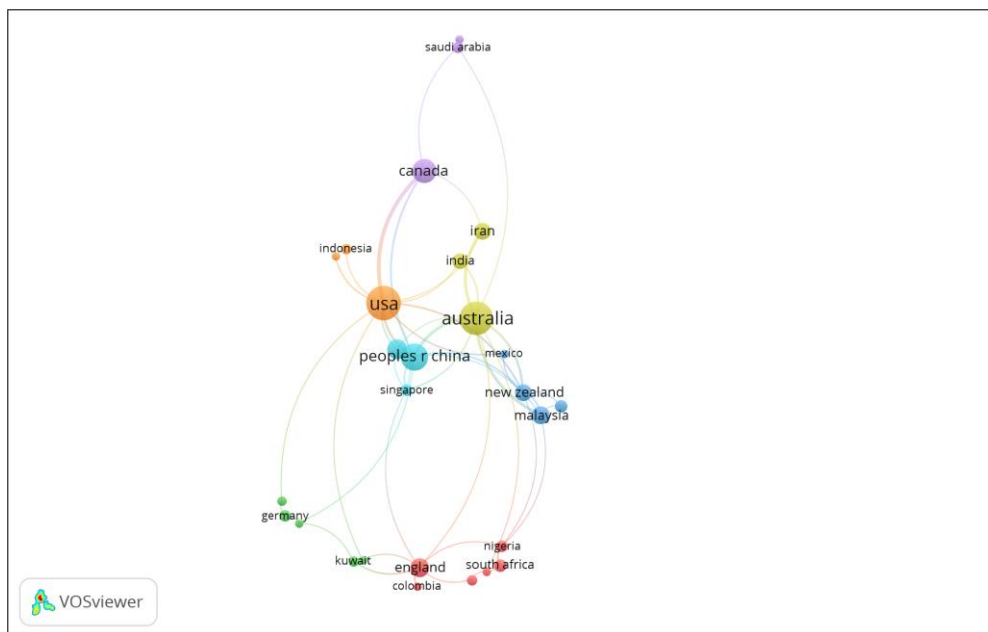 saudi arabia
canada
iran
indonesia
india
usa
australia
peoples r china
mexico
singapore
new zealand
malaysia
germany
nigeria
kuwait
england
south africa
colombia
VOSviewer